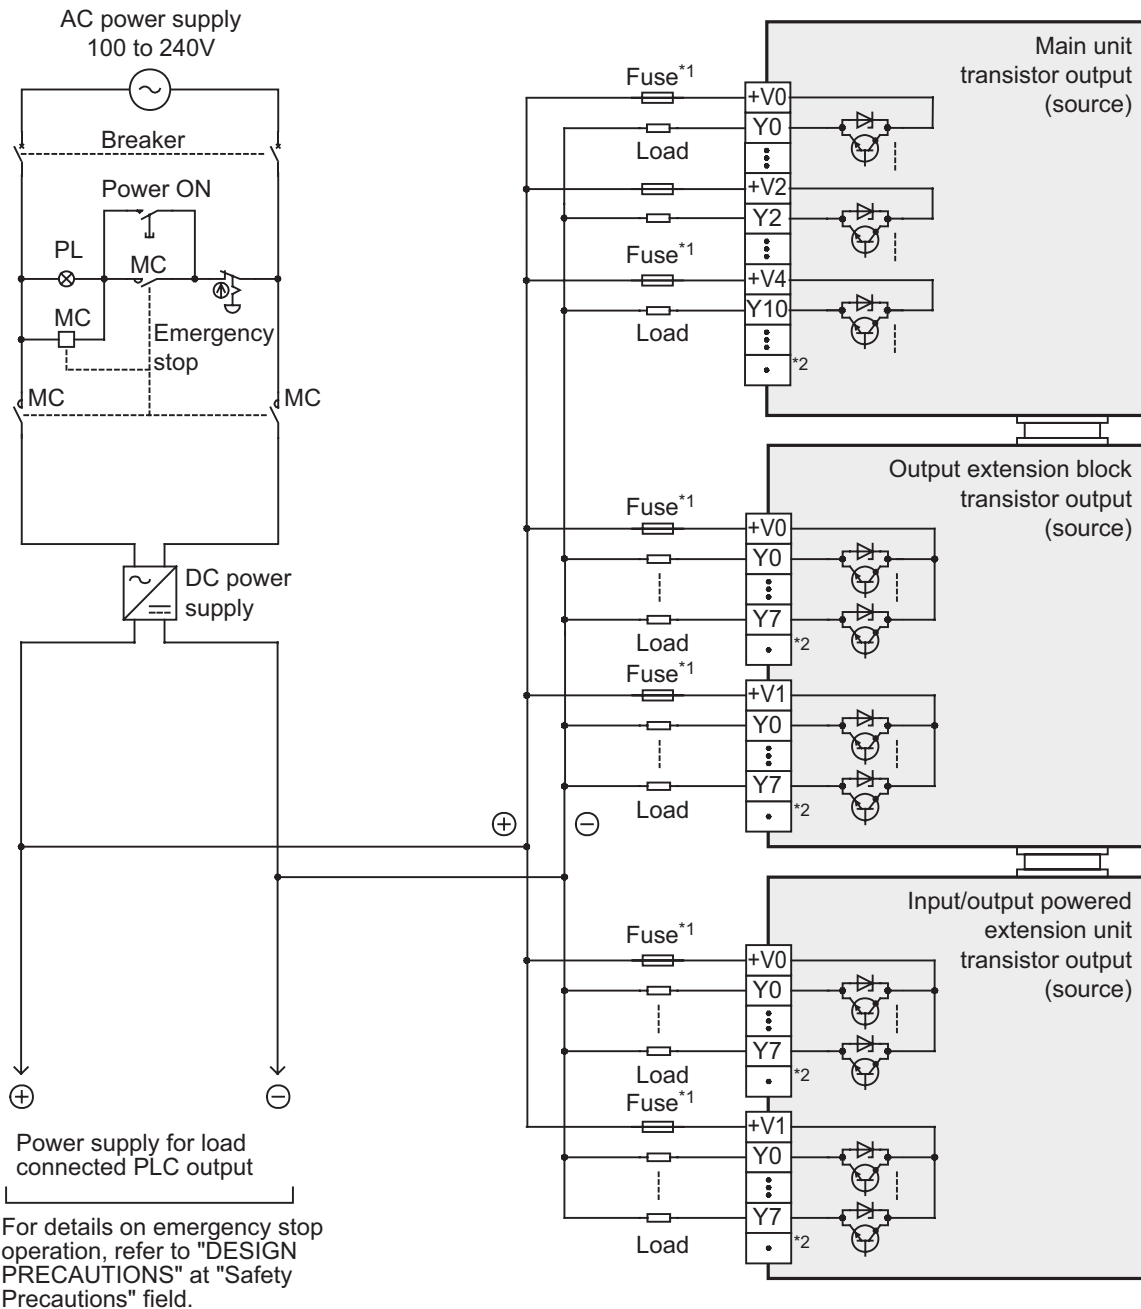 AC power supply
100 to 240V
Breaker
Power ON
PL
MC
MC
Emergency
stop
MC
MC
DC power
supply
Power supply for load
connected PLC output
For details on emergency stop
operation, refer to "DESIGN
PRECAUTIONS" at "Safety
Precautions" field.
Main unit
transistor output
(source)
Fuse*1
+V0
Y0
Load
+V2
Y2
Fuse*1
+V4
Y10
Load
*2
Output extension block
transistor output
(source)
Fuse*1
+V0
Y0
Y7
Load
*2
Fuse*1
+V1
Y0
Y7
Load
*2
Input/output powered
extension unit
transistor output
(source)
Fuse*1
+V0
Y0
Y7
Load
*2
Fuse*1
+V1
Y0
Y7
Load
*2